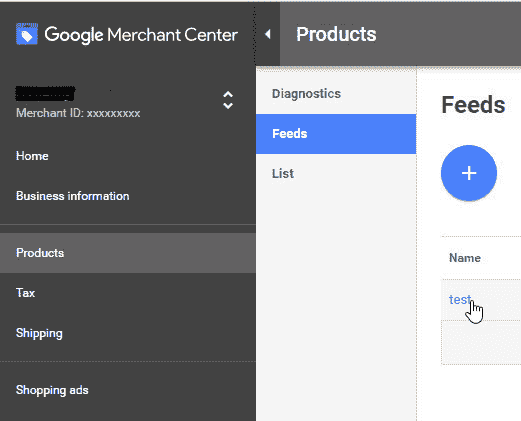 Google Merchant Center
Merchant ID: xxxxxxxxx
Home
Business information
Products
Tax
Shipping
Shopping ads
Products
Diagnostics
Feeds
List
Feeds
+
Name
test